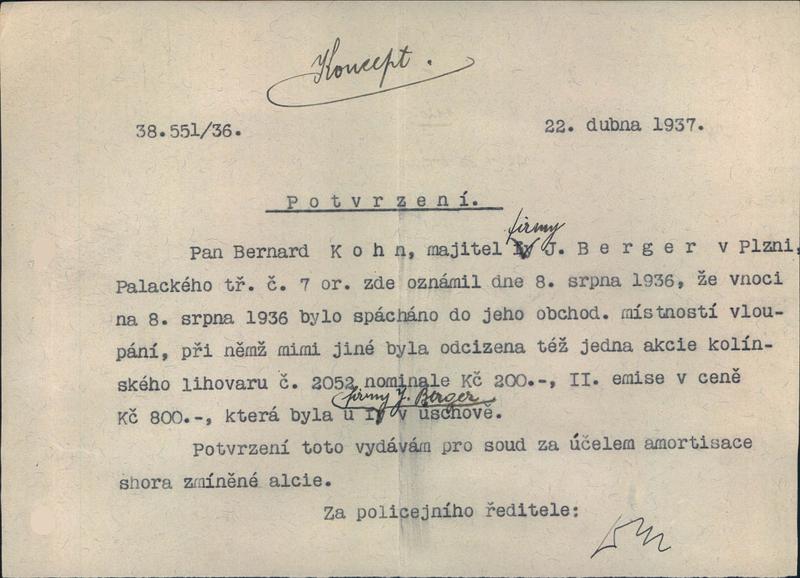 Koncept.
38.551/36.
22. dubna 1937.
Potvrzení.
firmy
Pan Bernard Kohn, majitel J. Berger v Plzni,
Palackého tř. č. 7 or. zde oznámil dne 8. srpna 1936, že vnoci
na 8. srpna 1936 bylo spácháno do jeho obchod. místností vlou-
pání, při němž mimi jiné byla odcizena též jedna akcie kolín-
ského lihovaru č. 2052 nominale Kč 200.-, II. emise v ceně
firmy J. Berger
Kč 800.-, která byla u v úschově.
Potvrzení toto vydávám pro soud za účelem amortisace
shora zmíněné alcie.
Za policejního ředitele: